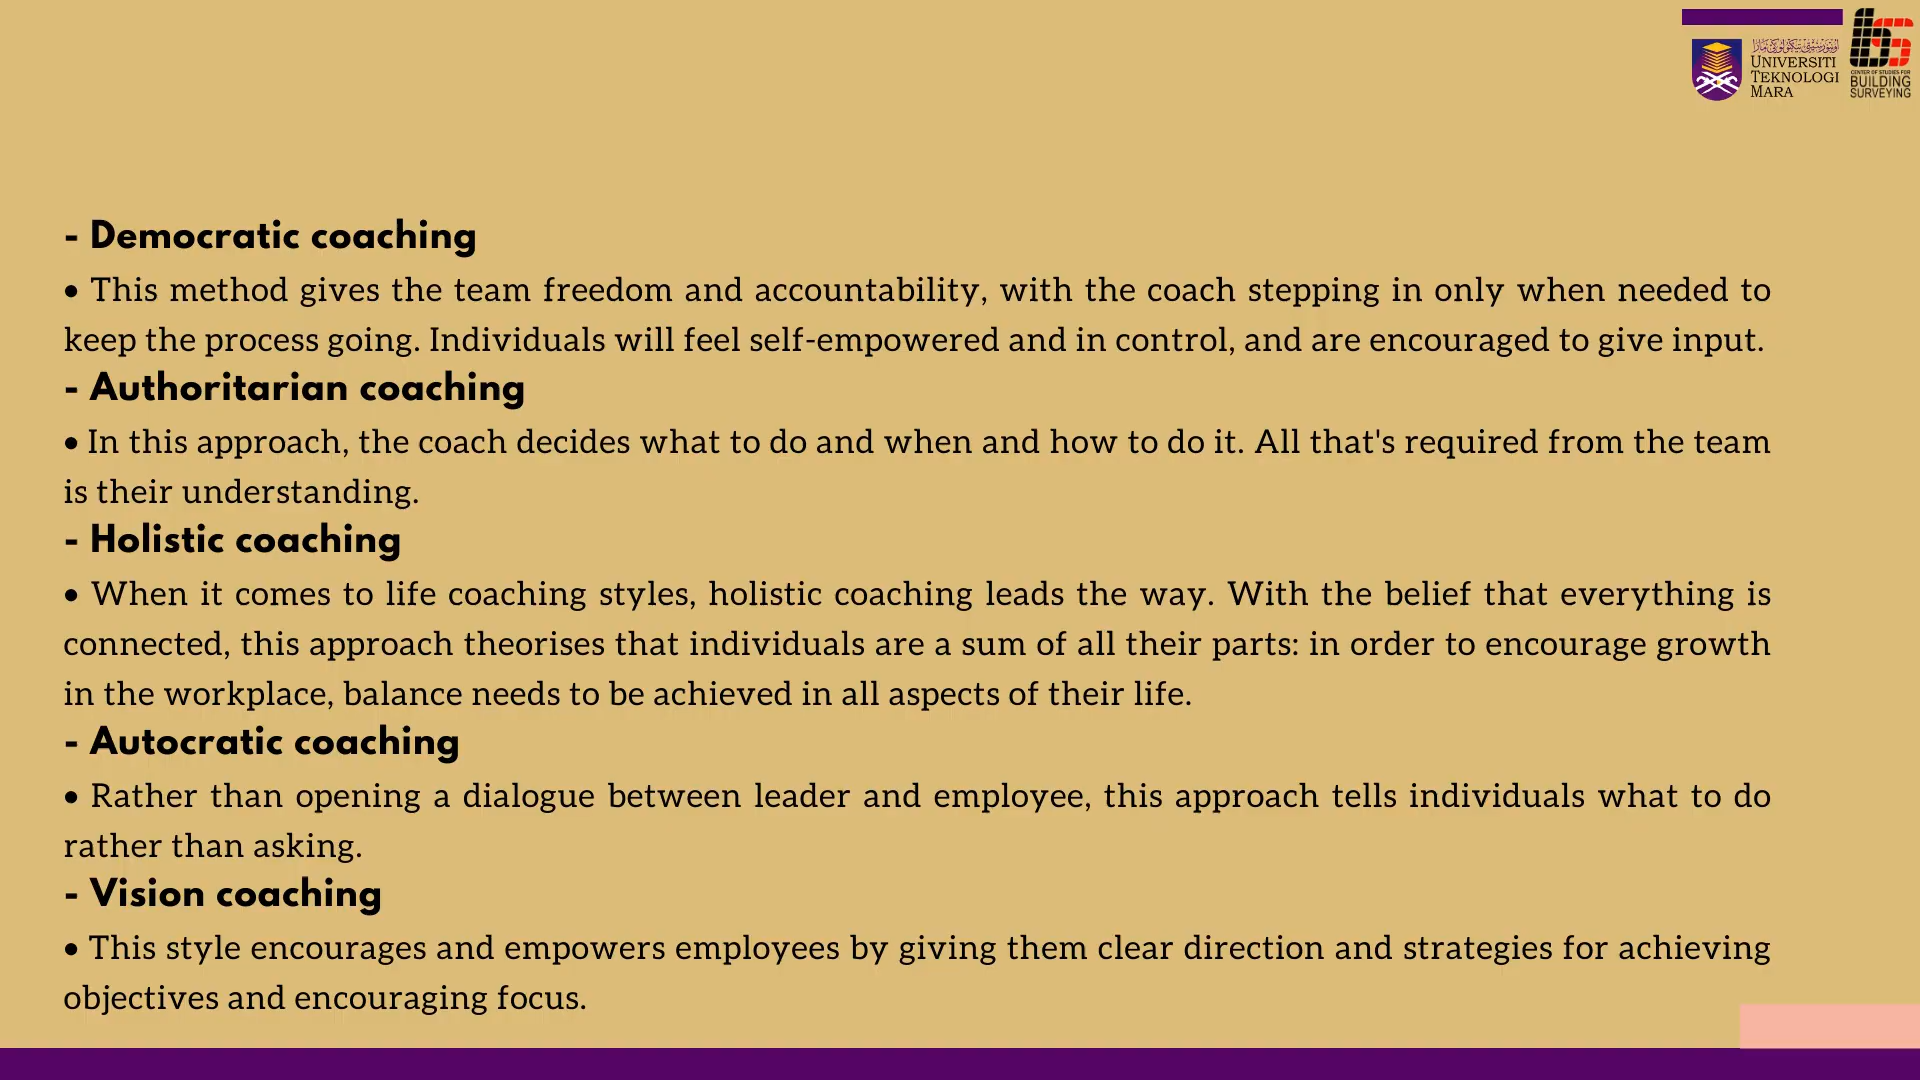 UNIVERSITI
TEKNOLOGI
MARA
CENTER OF STUDIES FOR
BUILDING
SURVEYING
- Democratic coaching
• This method gives the team freedom and accountability, with the coach stepping in only when needed to
keep the process going. Individuals will feel self-empowered and in control, and are encouraged to give input.
- Authoritarian coaching
• In this approach, the coach decides what to do and when and how to do it. All that's required from the team
is their understanding.
- Holistic coaching
• When it comes to life coaching styles, holistic coaching leads the way. With the belief that everything is
connected, this approach theorises that individuals are a sum of all their parts: in order to encourage growth
in the workplace, balance needs to be achieved in all aspects of their life.
- Autocratic coaching
• Rather than opening a dialogue between leader and employee, this approach tells individuals what to do
rather than asking.
- Vision coaching
• This style encourages and empowers employees by giving them clear direction and strategies for achieving
objectives and encouraging focus.